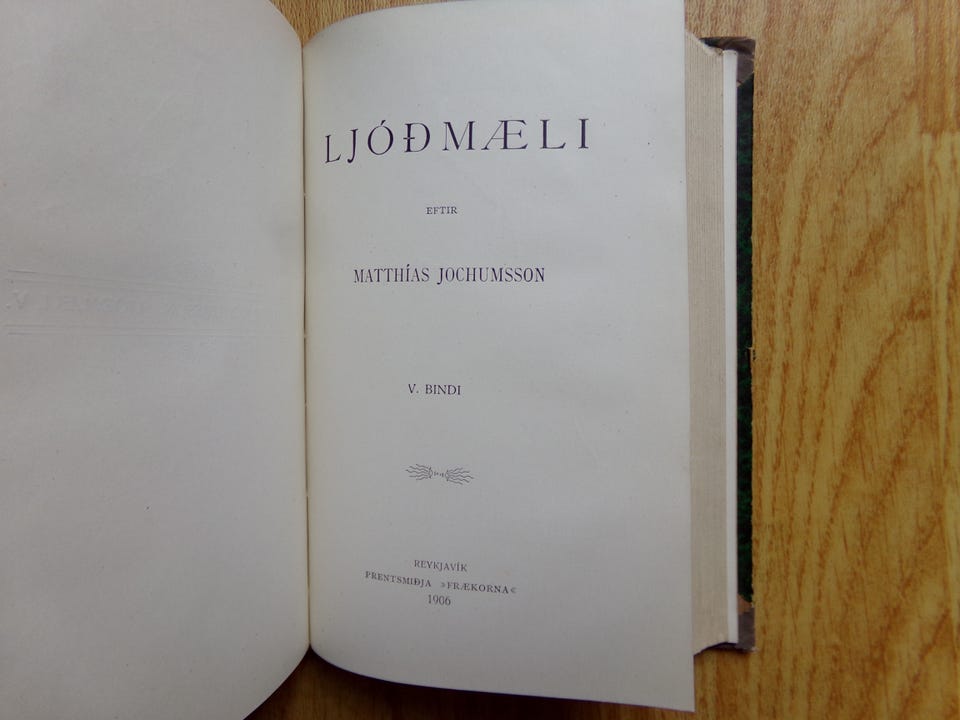 LJÓÐMÆLI
EFTIR
MATTHÍAS JOCHUMSSON
V. BINDI
REYKJAVÍK
PRENTSMIÐJA »FRÆKORNA«
1906